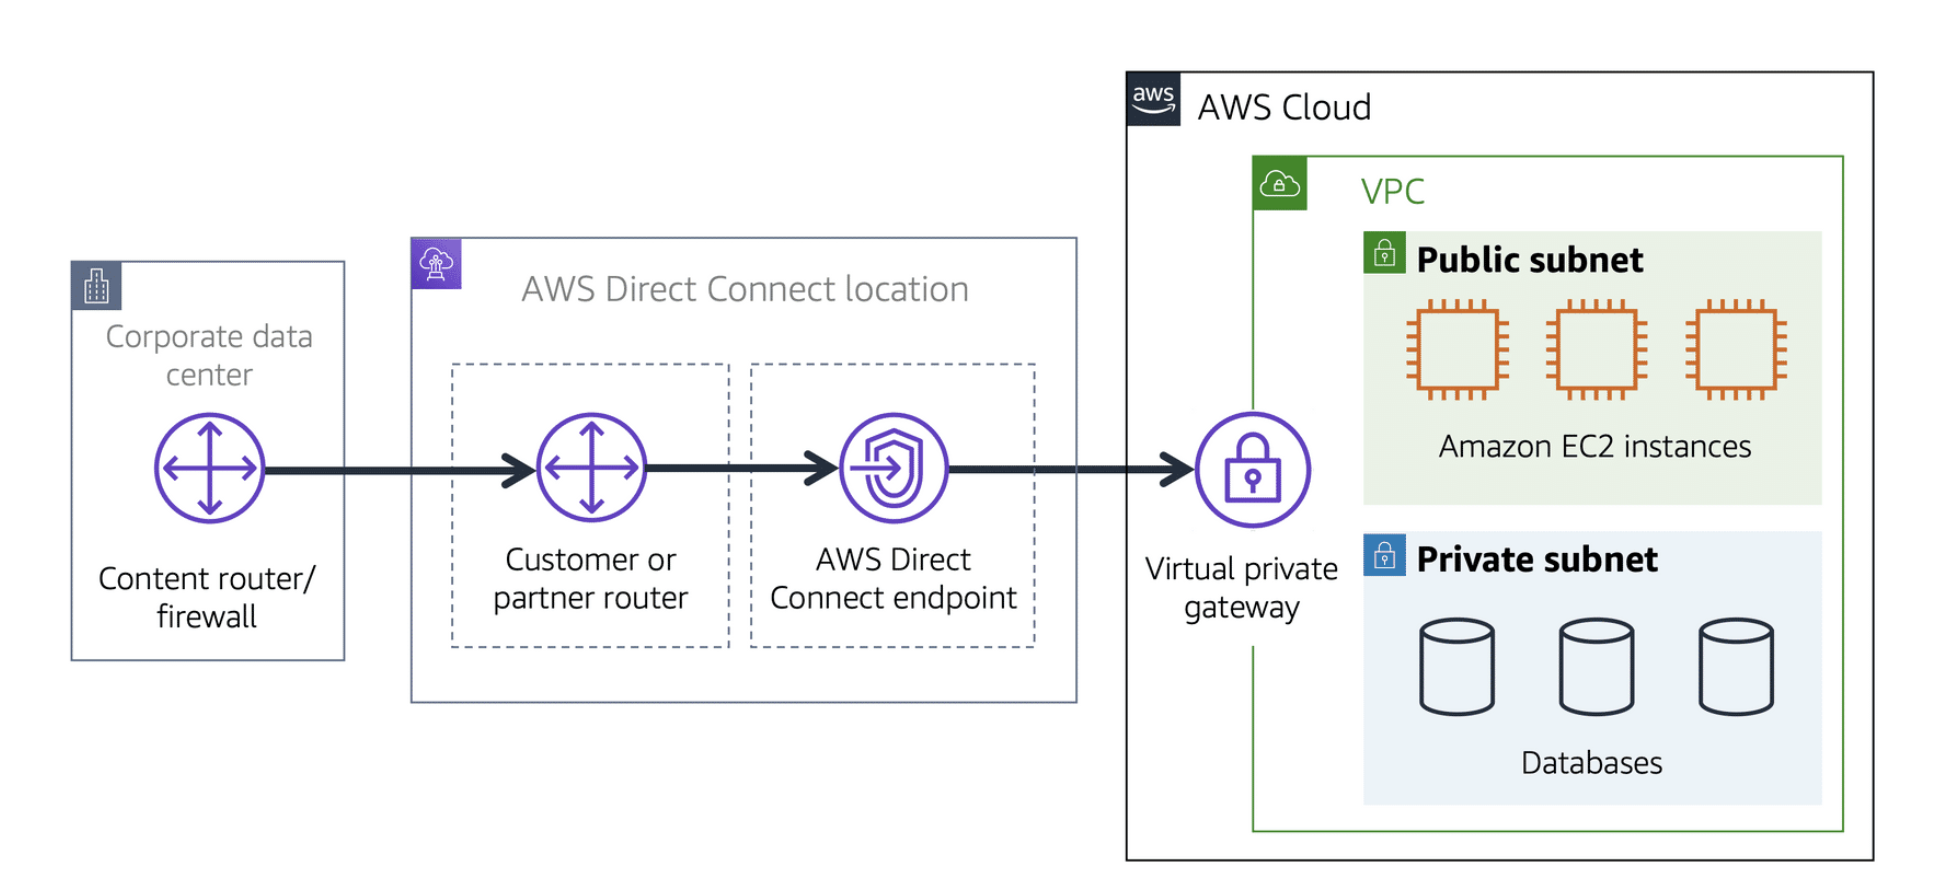 aws
AWS Cloud
VPC
Public subnet
Amazon EC2 instances
Private subnet
Databases
Virtual private
gateway
AWS Direct Connect location
Customer or
partner router
AWS Direct
Connect endpoint
Corporate data
center
Content router/
firewall